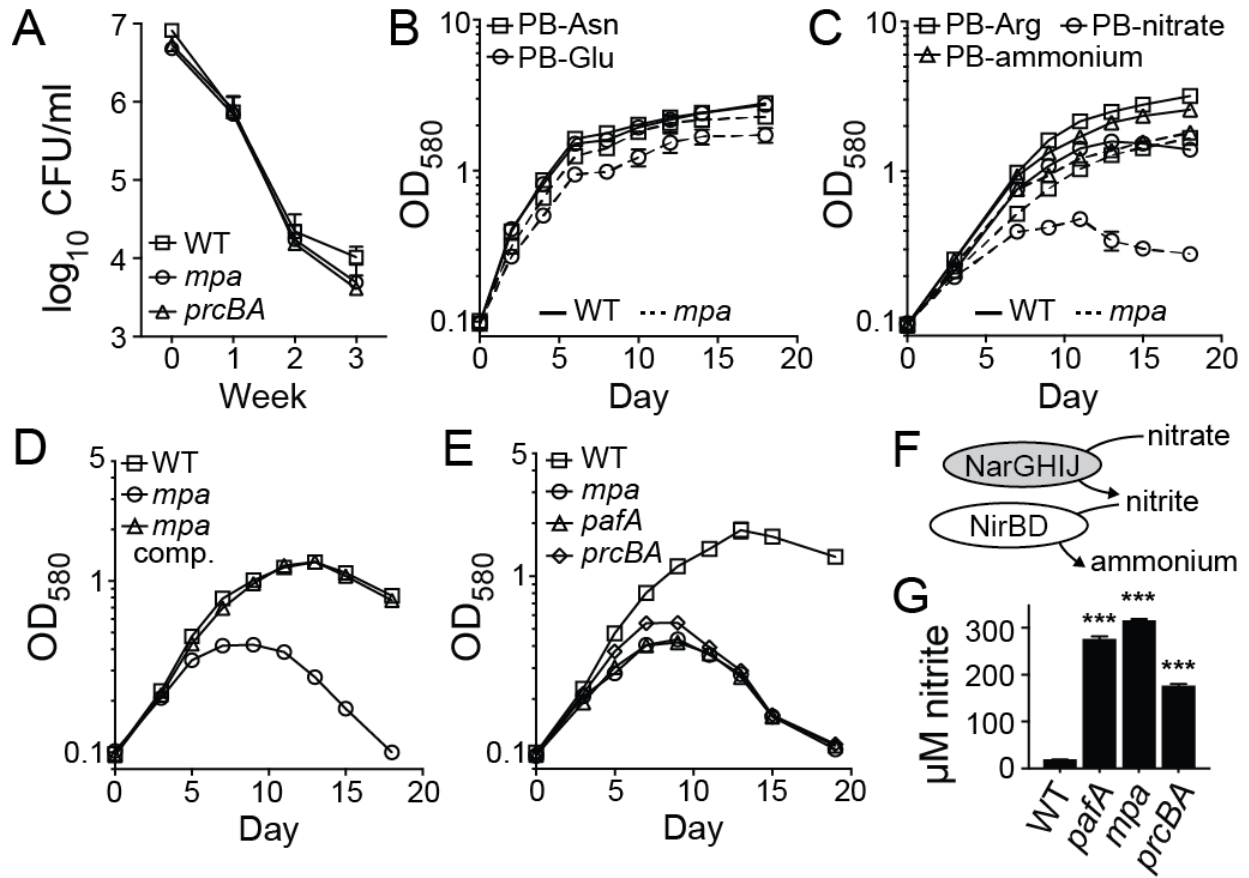 A
7
6
5
4
3
log10 CFU/ml
WT
mpa
prcBA
0 1 2 3
Week
B
PB-Asn
PB-Glu
10
1
0.1
OD580
WT mpa
0 5 10 15 20
Day
C
PB-Arg PB-nitrate
PB-ammonium
10
1
0.1
OD580
WT mpa
0 5 10 15 20
Day
D
5
1
0.1
OD580
WT
mpa
mpa
comp.
0 5 10 15 20
Day
E
5
1
0.1
OD580
WT
mpa
pafA
prcBA
0 5 10 15 20
Day
F
nitrate
NarGHIJ
nitrite
NirBD
ammonium
G
µM nitrite
300
200
100
0
*** *** ***
WT pafA mpa prcBA